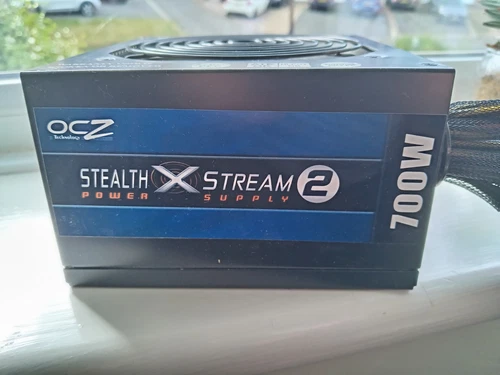 OCZ
Technology
STEALTH X STREAM 2
POWER SUPPLY
700W